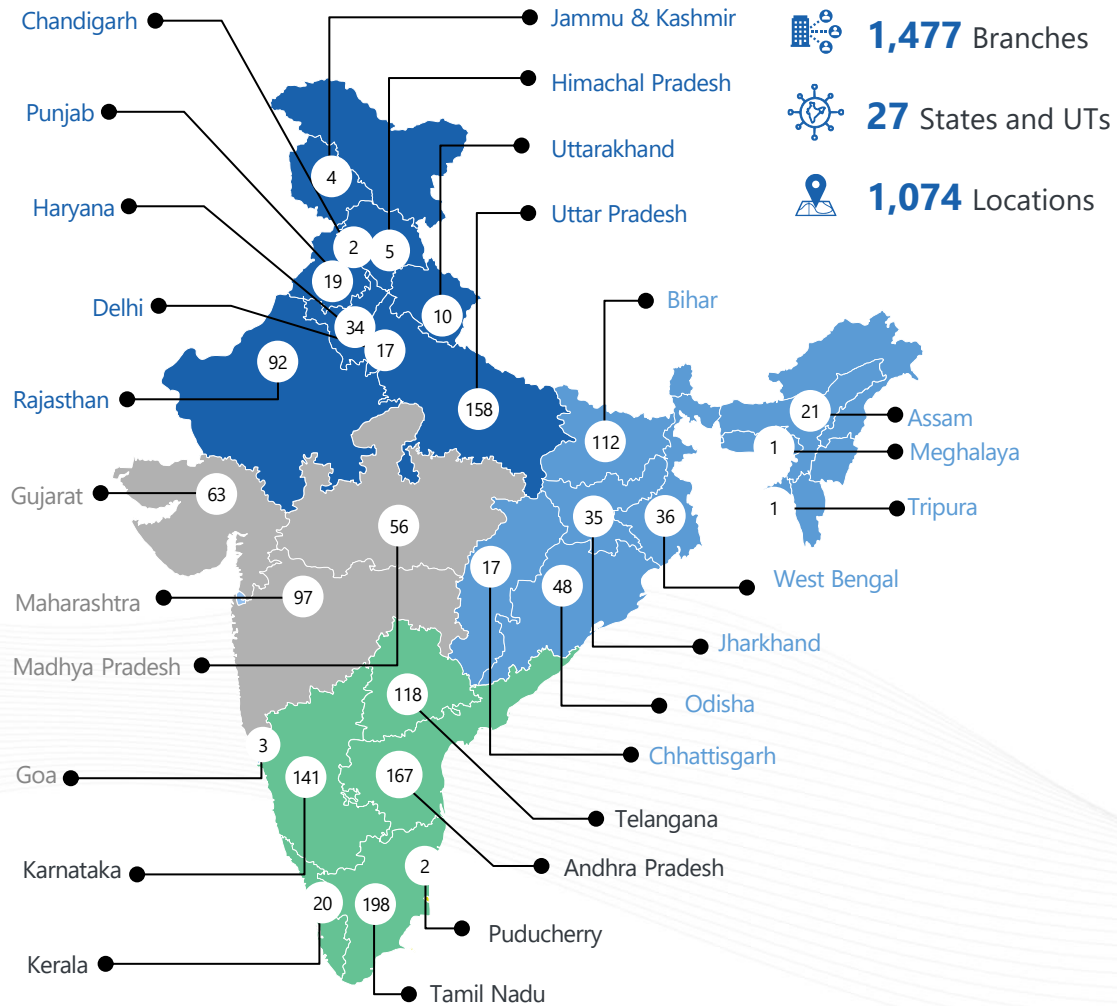 Chandigarh
Jammu & Kashmir
1,477 Branches
Himachal Pradesh
Punjab
27 States and UTs
Uttarakhand
4
Haryana
Uttar Pradesh
1,074 Locations
2
5
19
Delhi
Bihar
10
34
17
92
Rajasthan
158
21
Assam
112
1
Meghalaya
Gujarat
63
1
Tripura
35
36
56
17
West Bengal
48
Maharashtra
97
Jharkhand
Madhya Pradesh
118
Odisha
3
Chhattisgarh
Goa
141
167
Telangana
Karnataka
2
Andhra Pradesh
20
198
Puducherry
Kerala
Tamil Nadu